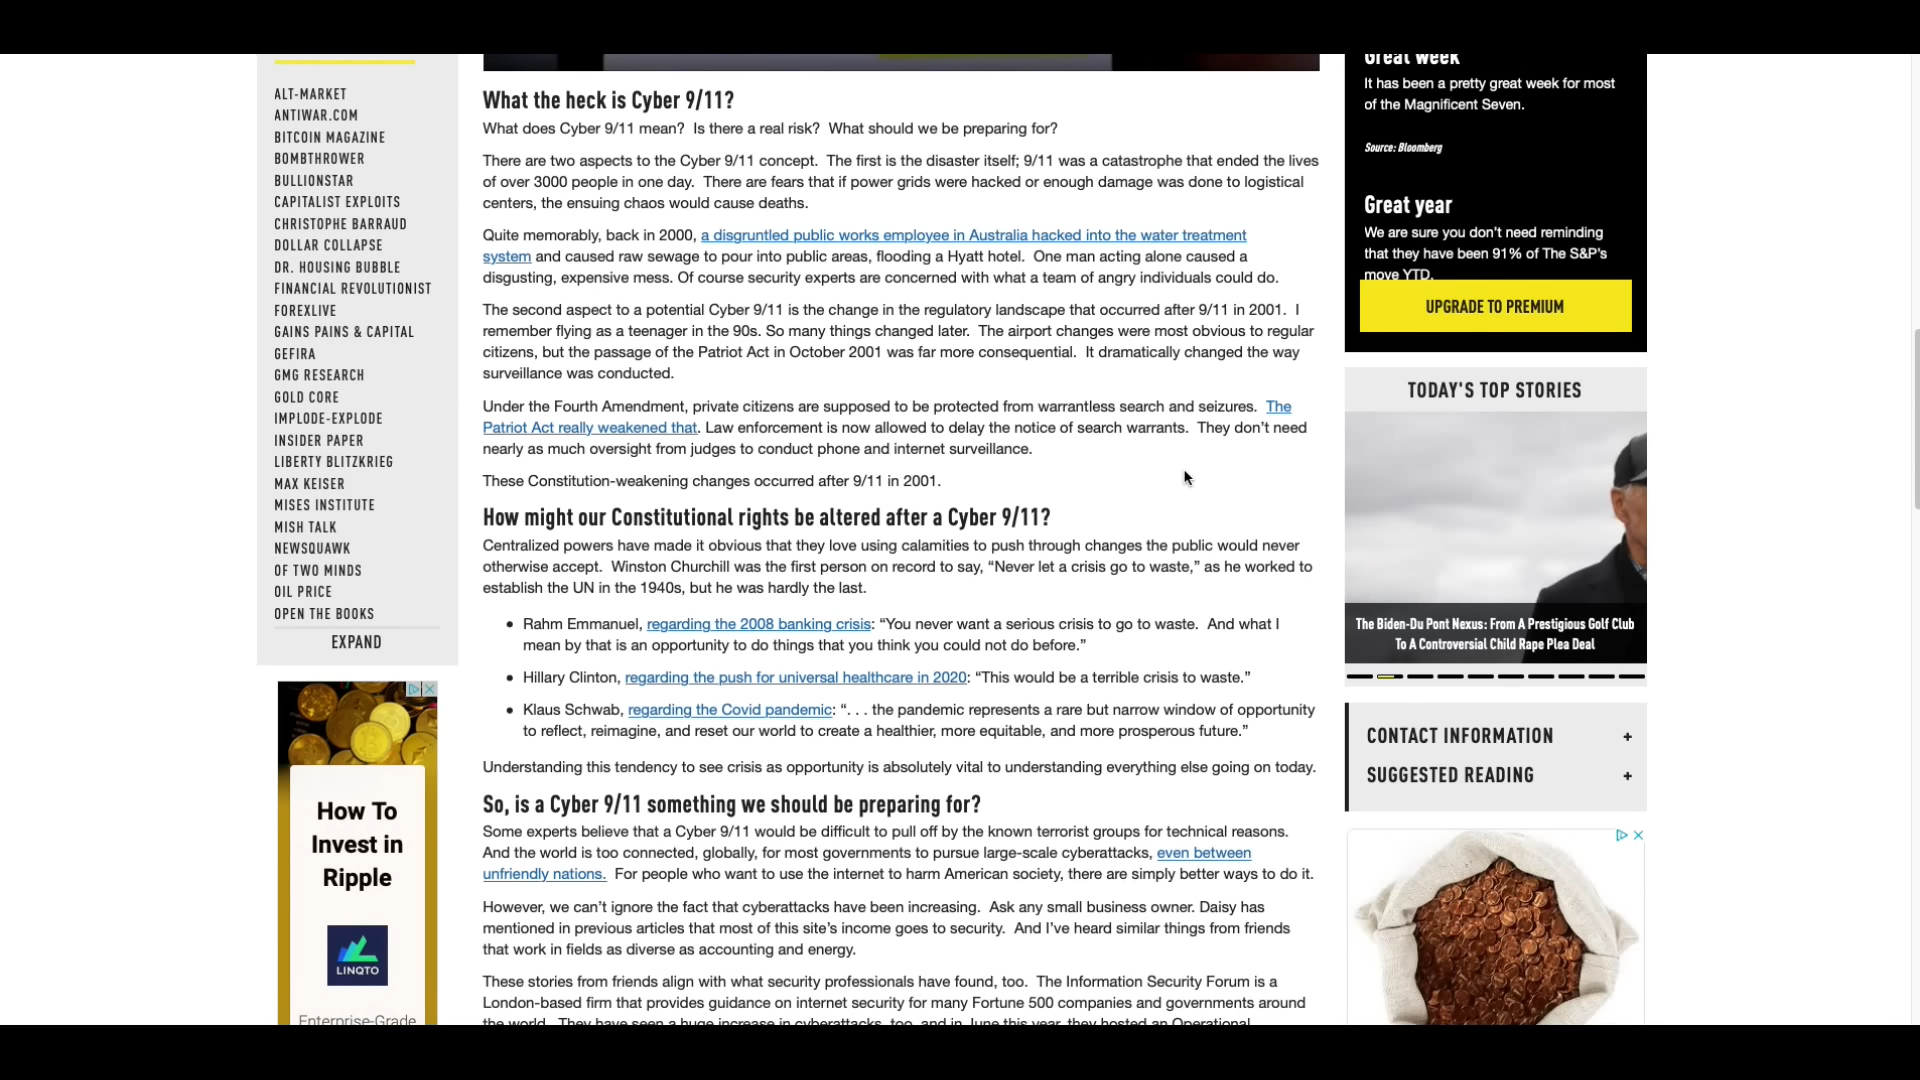 ALT-MARKET
ANTIWAR.COM
BITCOIN MAGAZINE
BOMBTHROWER
BULLIONSTAR
CAPITALIST EXPLOITS
CHRISTOPHE BARRAUD
DOLLAR COLLAPSE
DR. HOUSING BUBBLE
FINANCIAL REVOLUTIONIST
FOREXLIVE
GAINS PAINS & CAPITAL
GEFIRA
GMG RESEARCH
GOLD CORE
IMPLODE-EXPLODE
INSIDER PAPER
LIBERTY BLITZKRIEG
MAX KEISER
MISES INSTITUTE
MISH TALK
NEWSQUAWK
OF TWO MINDS
OIL PRICE
OPEN THE BOOKS
EXPAND
How To
Invest in
Ripple
LINQTO
Enterprise-Grade
What the heck is Cyber 9/11?
What does Cyber 9/11 mean?  Is there a real risk?  What should we be preparing for?
There are two aspects to the Cyber 9/11 concept.  The first is the disaster itself; 9/11 was a catastrophe that ended the lives
of over 3000 people in one day.  There are fears that if power grids were hacked or enough damage was done to logistical
centers, the ensuing chaos would cause deaths.
Quite memorably, back in 2000, a disgruntled public works employee in Australia hacked into the water treatment
system and caused raw sewage to pour into public areas, flooding a Hyatt hotel.  One man acting alone caused a
disgusting, expensive mess. Of course security experts are concerned with what a team of angry individuals could do.
The second aspect to a potential Cyber 9/11 is the change in the regulatory landscape that occurred after 9/11 in 2001.  I
remember flying as a teenager in the 90s. So many things changed later.  The airport changes were most obvious to regular
citizens, but the passage of the Patriot Act in October 2001 was far more consequential.  It dramatically changed the way
surveillance was conducted.
Under the Fourth Amendment, private citizens are supposed to be protected from warrantless search and seizures.  The
Patriot Act really weakened that. Law enforcement is now allowed to delay the notice of search warrants.  They don't need
nearly as much oversight from judges to conduct phone and internet surveillance.
These Constitution-weakening changes occurred after 9/11 in 2001.
How might our Constitutional rights be altered after a Cyber 9/11?
Centralized powers have made it obvious that they love using calamities to push through changes the public would never
otherwise accept.  Winston Churchill was the first person on record to say, “Never let a crisis go to waste,” as he worked to
establish the UN in the 1940s, but he was hardly the last.
• Rahm Emmanuel, regarding the 2008 banking crisis: “You never want a serious crisis to go to waste.  And what I
mean by that is an opportunity to do things that you think you could not do before.”
• Hillary Clinton, regarding the push for universal healthcare in 2020: “This would be a terrible crisis to waste.”
• Klaus Schwab, regarding the Covid pandemic: “. . . the pandemic represents a rare but narrow window of opportunity
to reflect, reimagine, and reset our world to create a healthier, more equitable, and more prosperous future.”
Understanding this tendency to see crisis as opportunity is absolutely vital to understanding everything else going on today.
So, is a Cyber 9/11 something we should be preparing for?
Some experts believe that a Cyber 9/11 would be difficult to pull off by the known terrorist groups for technical reasons.
And the world is too connected, globally, for most governments to pursue large-scale cyberattacks, even between
unfriendly nations.  For people who want to use the internet to harm American society, there are simply better ways to do it.
However, we can't ignore the fact that cyberattacks have been increasing.  Ask any small business owner. Daisy has
mentioned in previous articles that most of this site's income goes to security.  And I've heard similar things from friends
that work in fields as diverse as accounting and energy.
These stories from friends align with what security professionals have found, too.  The Information Security Forum is a
London-based firm that provides guidance on internet security for many Fortune 500 companies and governments around
the world.  They have seen a huge increase in cyberattacks, too, and in June this year, they hosted an Operational
Great week
It has been a pretty great week for most
of the Magnificent Seven.
Source: Bloomberg
Great year
We are sure you don't need reminding
that they have been 91% of The S&P's
move YTD.
UPGRADE TO PREMIUM
TODAY'S TOP STORIES
The Biden-Du Pont Nexus: From A Prestigious Golf Club
To A Controversial Child Rape Plea Deal
CONTACT INFORMATION +
SUGGESTED READING +